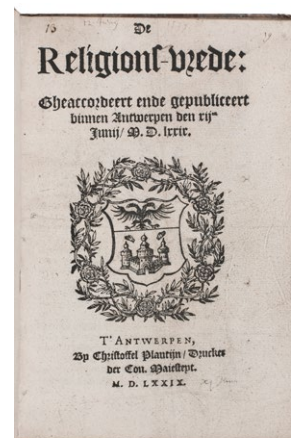 De
Religions-vrede:
Gheaccordeert ende gepubliceert
binnen Antwerpen den xij
Junij / M. D. lxxix.
T'ANTWERPEN,
By Christoffel Plantijn / Drucker
der Con. Maiesteyt.
M. D. LXXIX.